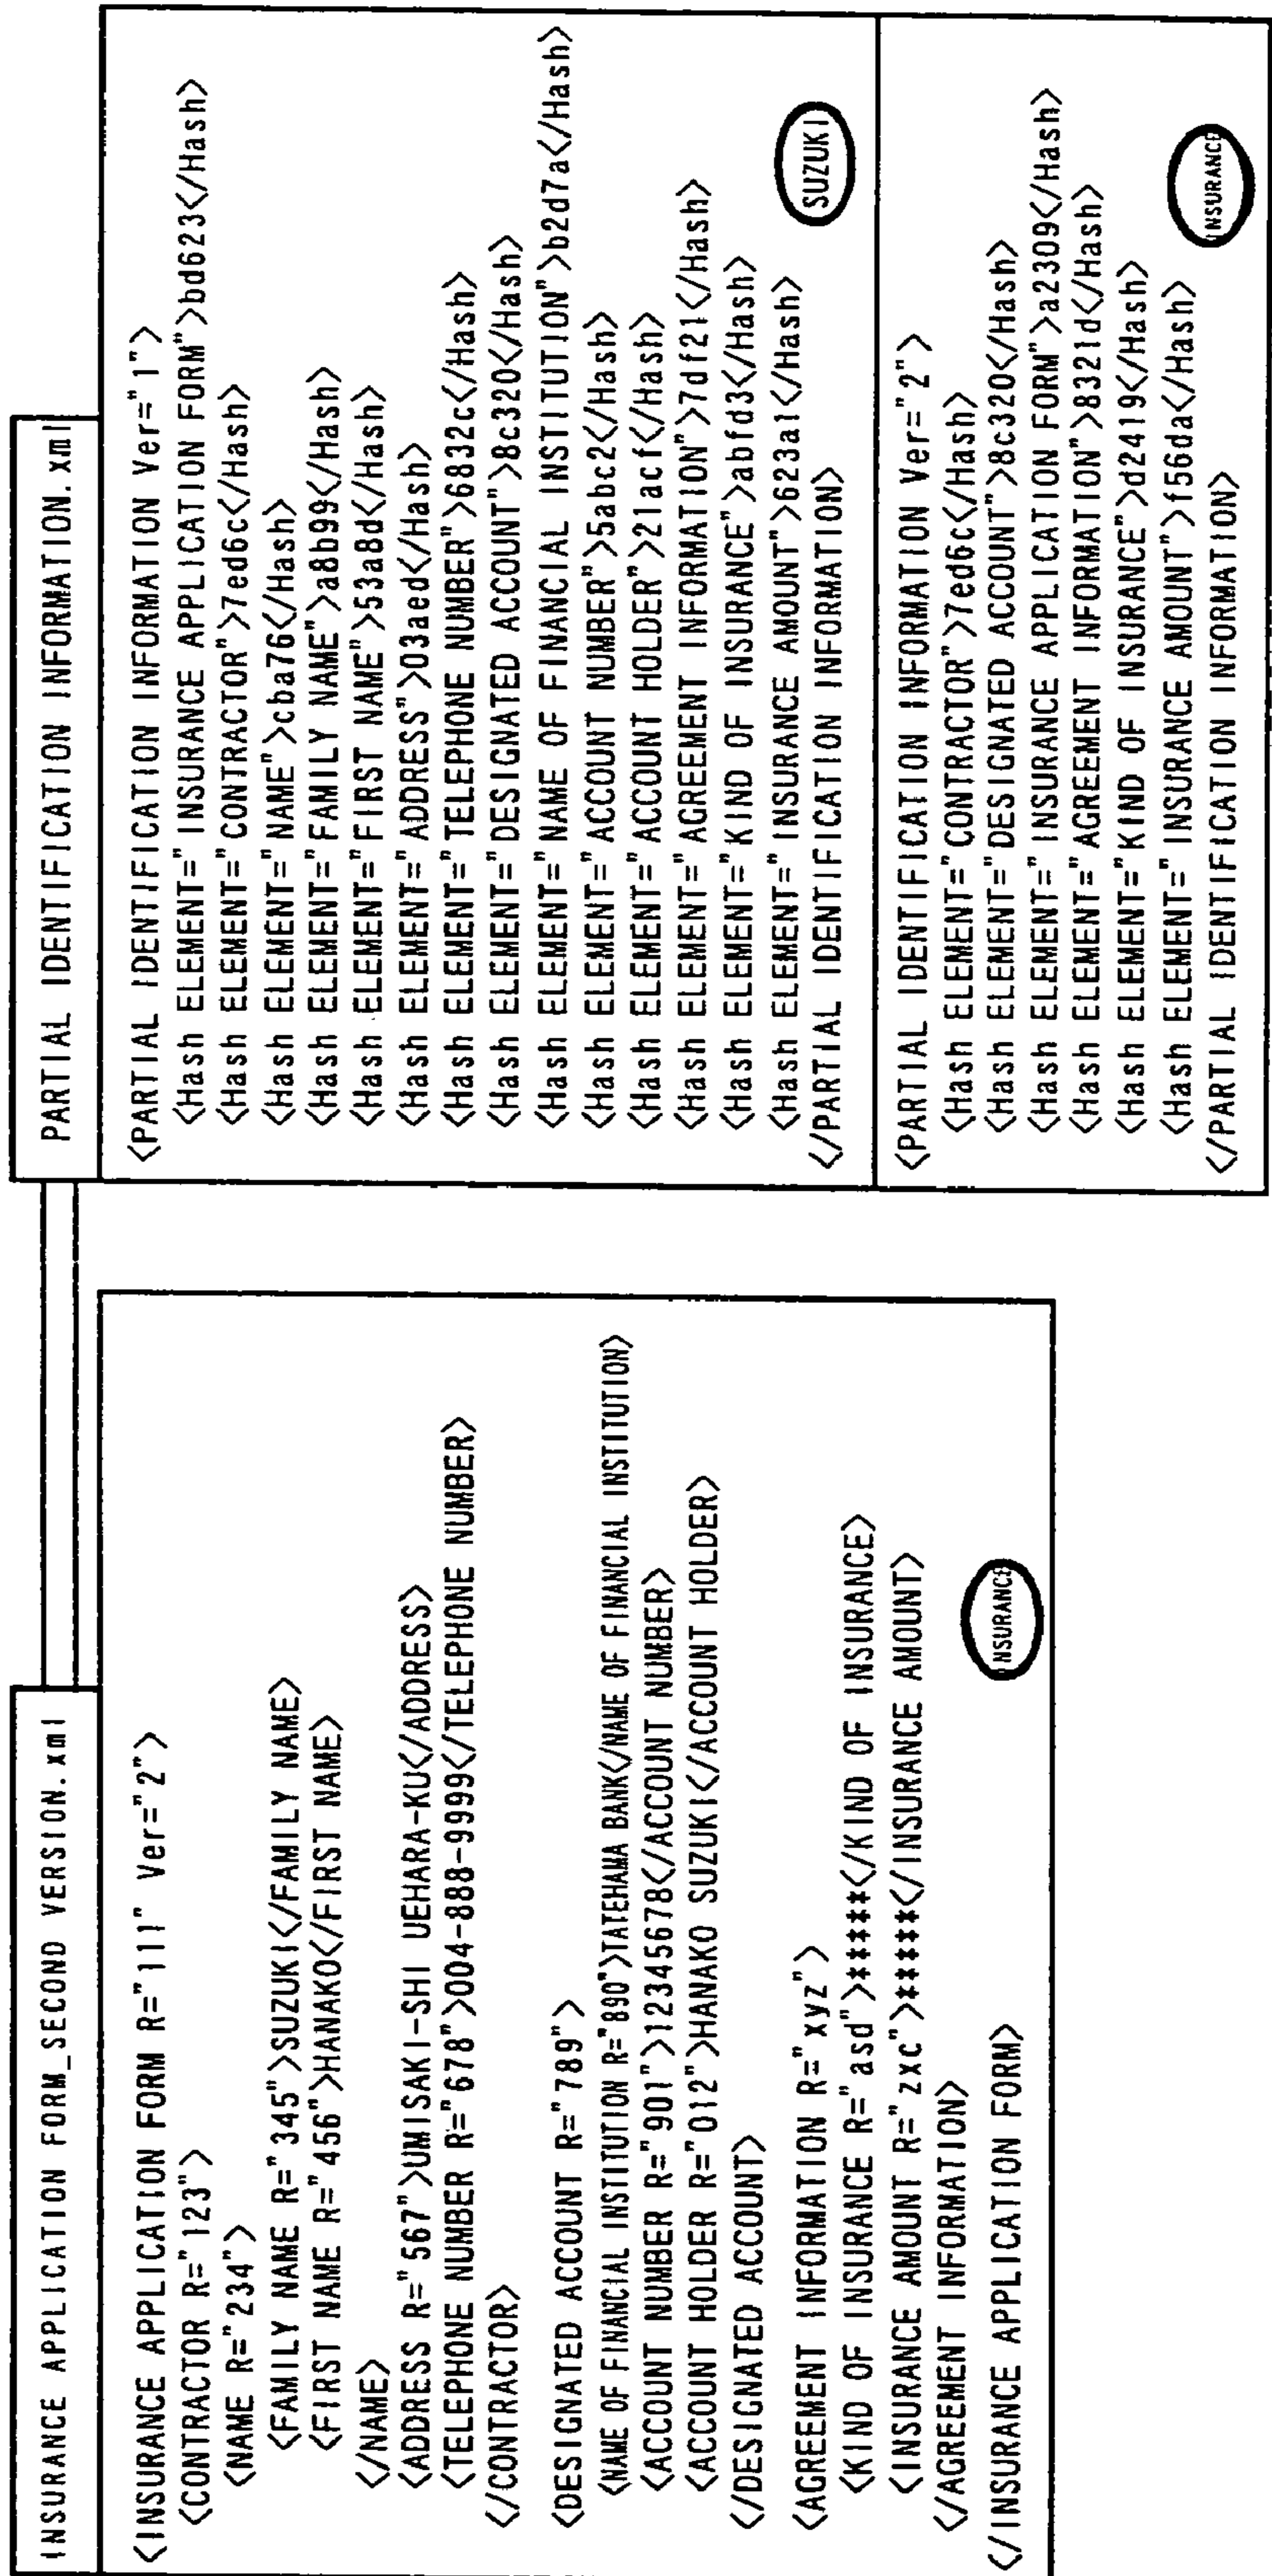 INSURANCE APPLICATION FORM_SECOND VERSION.xml
<INSURANCE APPLICATION FORM R="111" Ver="2">
<CONTRACTOR R="123">
<NAME R="234">
<FAMILY NAME R="345">SUZUKI</FAMILY NAME>
<FIRST NAME R="456">HANAKO</FIRST NAME>
</NAME>
<ADDRESS R="567">UMISAKI-SHI UEHARA-KU</ADDRESS>
<TELEPHONE NUMBER R="678">004-888-9999</TELEPHONE NUMBER>
</CONTRACTOR>
<DESIGNATED ACCOUNT R="789">
<NAME OF FINANCIAL INSTITUTION R="890">TATEHAMA BANK</NAME OF FINANCIAL INSTITUTION>
<ACCOUNT NUMBER R="901">12345678</ACCOUNT NUMBER>
<ACCOUNT HOLDER R="012">HANAKO SUZUKI</ACCOUNT HOLDER>
</DESIGNATED ACCOUNT>
<AGREEMENT INFORMATION R="xyz">
<KIND OF INSURANCE R="asd">*****</KIND OF INSURANCE>
<INSURANCE AMOUNT R="zxc">*****</INSURANCE AMOUNT>
</AGREEMENT INFORMATION>
</INSURANCE APPLICATION FORM>
INSURANCE
PARTIAL IDENTIFICATION INFORMATION.xml
<PARTIAL IDENTIFICATION INFORMATION Ver="1">
<Hash ELEMENT="INSURANCE APPLICATION FORM">bd623</Hash>
<Hash ELEMENT="CONTRACTOR">7ed6c</Hash>
<Hash ELEMENT="NAME">cba76</Hash>
<Hash ELEMENT="FAMILY NAME">a8b99</Hash>
<Hash ELEMENT="FIRST NAME">53a8d</Hash>
<Hash ELEMENT="ADDRESS">03aed</Hash>
<Hash ELEMENT="TELEPHONE NUMBER">6832c</Hash>
<Hash ELEMENT="DESIGNATED ACCOUNT">8c320</Hash>
<Hash ELEMENT="NAME OF FINANCIAL INSTITUTION">b2d7a</Hash>
<Hash ELEMENT="ACCOUNT NUMBER">5abc2</Hash>
<Hash ELEMENT="ACCOUNT HOLDER">21acf</Hash>
<Hash ELEMENT="AGREEMENT INFORMATION">7df21</Hash>
<Hash ELEMENT="KIND OF INSURANCE">abfd3</Hash>
<Hash ELEMENT="INSURANCE AMOUNT">623a1</Hash>
</PARTIAL IDENTIFICATION INFORMATION>
SUZUKI
<PARTIAL IDENTIFICATION INFORMATION Ver="2">
<Hash ELEMENT="CONTRACTOR">7ed6c</Hash>
<Hash ELEMENT="DESIGNATED ACCOUNT">8c320</Hash>
<Hash ELEMENT="INSURANCE APPLICATION FORM">a2309</Hash>
<Hash ELEMENT="AGREEMENT INFORMATION">8321d</Hash>
<Hash ELEMENT="KIND OF INSURANCE">d2419</Hash>
<Hash ELEMENT="INSURANCE AMOUNT">f56da</Hash>
</PARTIAL IDENTIFICATION INFORMATION>
INSURANCE